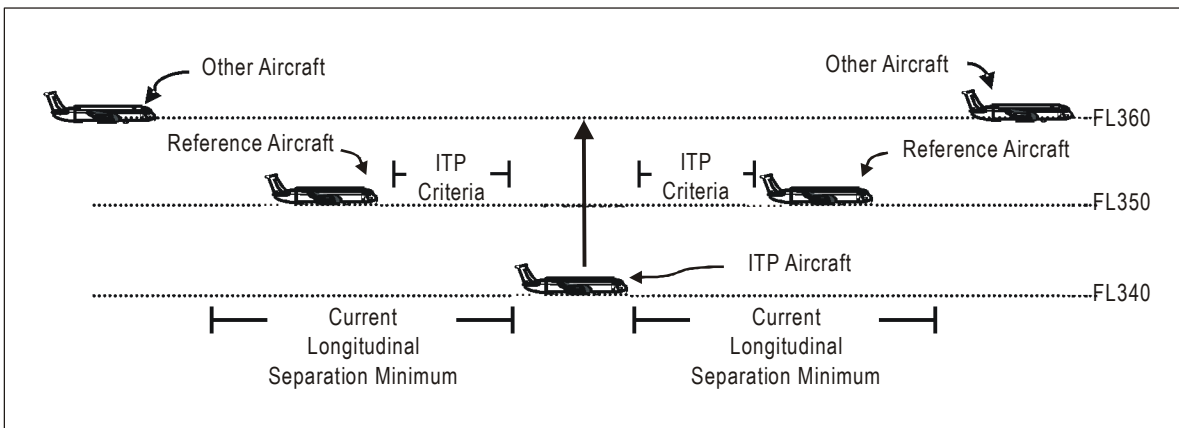 Other Aircraft
Other Aircraft
FL360
Reference Aircraft
ITP
Criteria
ITP
Criteria
Reference Aircraft
FL350
ITP Aircraft
FL340
Current
Longitudinal
Separation Minimum
Current
Longitudinal
Separation Minimum